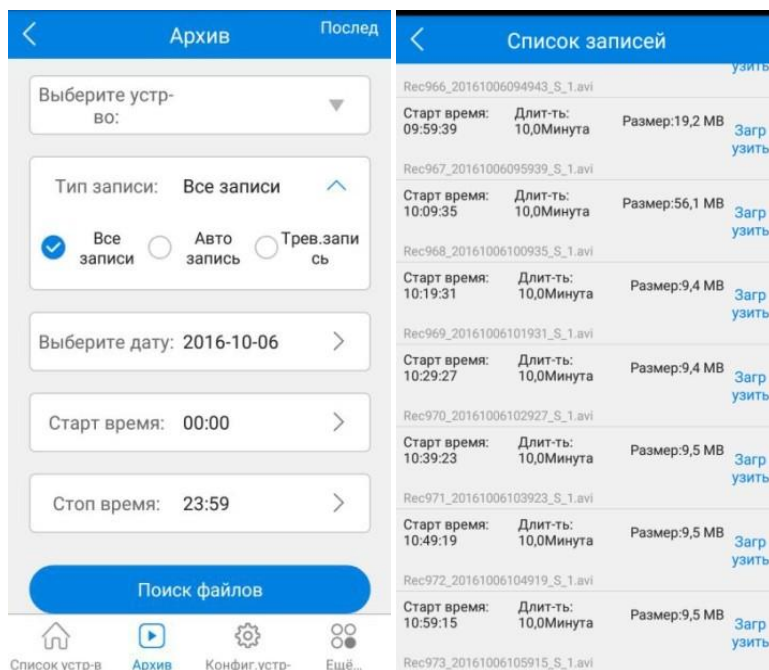 Архив
Послед
Выберите устр-
во:
Тип записи: Все записи
Все
записи
Авто
запись
Трев.запи
сь
Выберите дату: 2016-10-06
Старт время: 00:00
Стоп время: 23:59
Поиск файлов
Список устр-в
Архив
Конфиг.устр-
Ещё...
Список записей
узить
Rec966_20161006094943_S_1.avi
Старт время:
09:59:39
Длит-ть:
10,0Минута
Размер:19,2 MB
Загр
узить
Rec967_20161006095939_S_1.avi
Старт время:
10:09:35
Длит-ть:
10,0Минута
Размер:56,1 MB
Загр
узить
Rec968_20161006100935_S_1.avi
Старт время:
10:19:31
Длит-ть:
10,0Минута
Размер:9,4 MB
Загр
узить
Rec969_20161006101931_S_1.avi
Старт время:
10:29:27
Длит-ть:
10,0Минута
Размер:9,4 MB
Загр
узить
Rec970_20161006102927_S_1.avi
Старт время:
10:39:23
Длит-ть:
10,0Минута
Размер:9,5 MB
Загр
узить
Rec971_20161006103923_S_1.avi
Старт время:
10:49:19
Длит-ть:
10,0Минута
Размер:9,5 MB
Загр
узить
Rec972_20161006104919_S_1.avi
Старт время:
10:59:15
Длит-ть:
10,0Минута
Размер:9,5 MB
Загр
узить
Rec973_20161006105915_S_1.avi